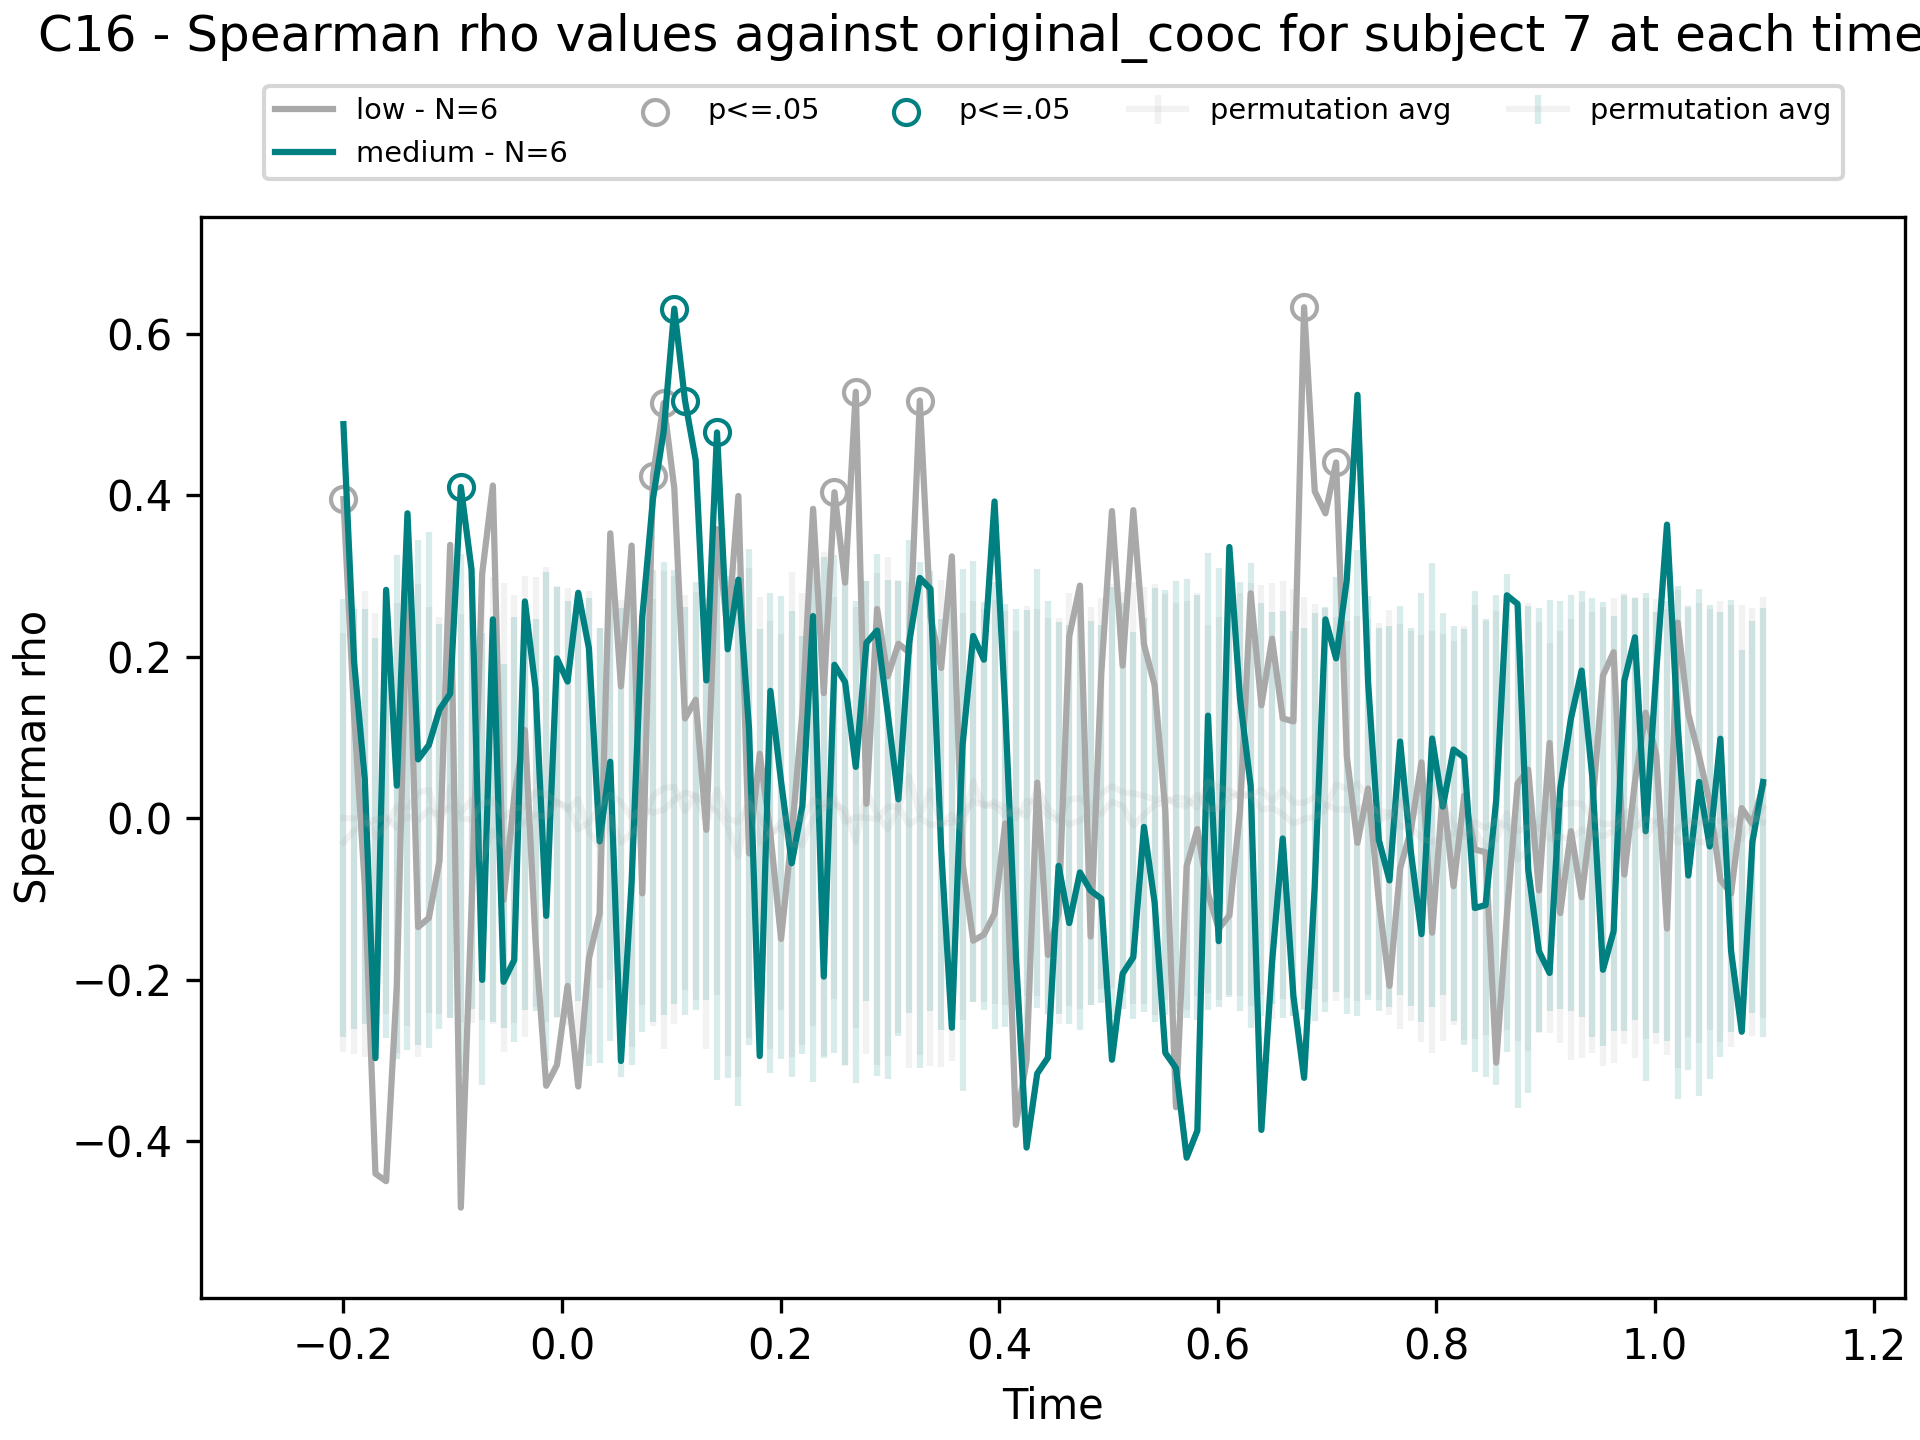 C16 - Spearman rho values against original_cooc for subject 7 at each time
low - N=6
p<=.05
p<=.05
permutation avg
permutation avg
medium - N=6
Spearman rho
0.6
0.4
0.2
0.0
−0.2
−0.4
−0.2
0.0
0.2
0.4
0.6
0.8
1.0
1.2
Time